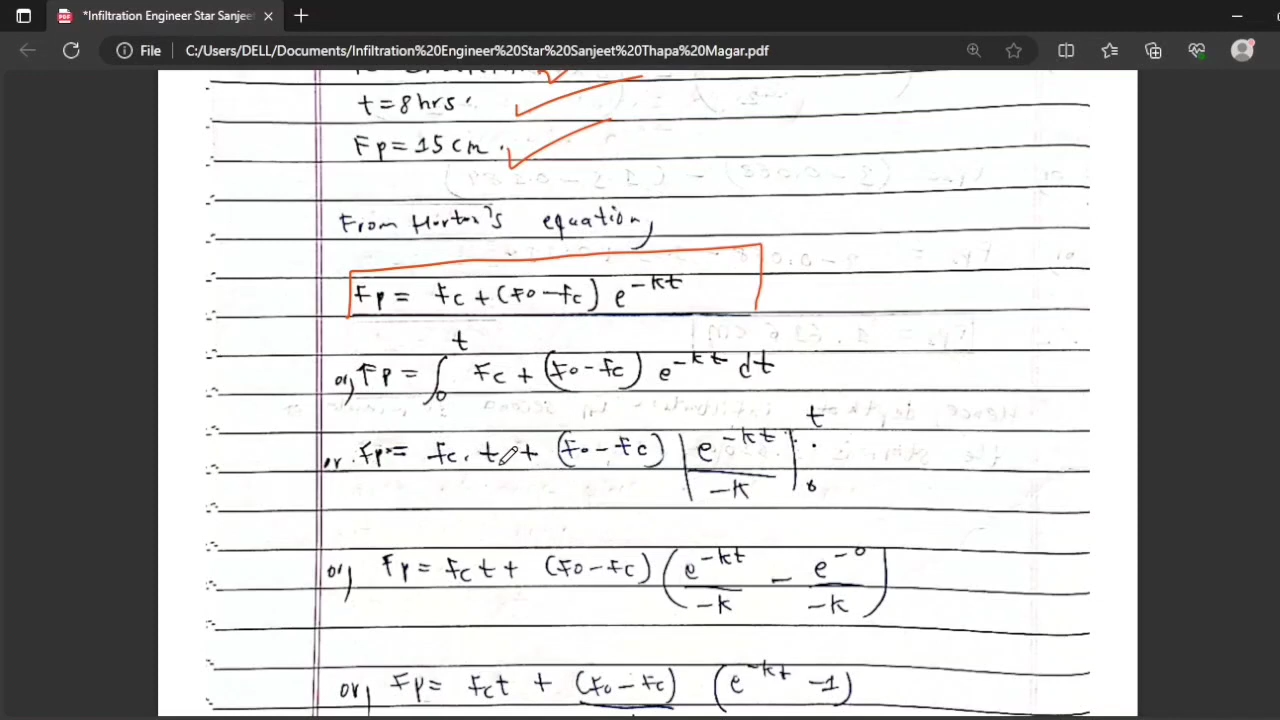 *Infiltration Engineer Star Sanjee
File
C:/Users/DELL/Documents/Infiltration%20Engineer%20Star%20Sanjeet%20Thapa%20Magar.pdf
t = 8 hrs.
Fp = 15 cm.
From Horton's equation,
Fp = fc + (fo - fc) e^-kt
or, Fp = ∫₀ᵗ fc + (fo - fc) e^-kt dt
or. Fp = fc. t + (fo - fc) | e^-kt / -k |₀ᵗ
or, Fp = fc t + (fo - fc) ( e^-kt / -k - e^-0 / -k )
or, Fp = fct + (fo - fc) (e^-kt - 1)